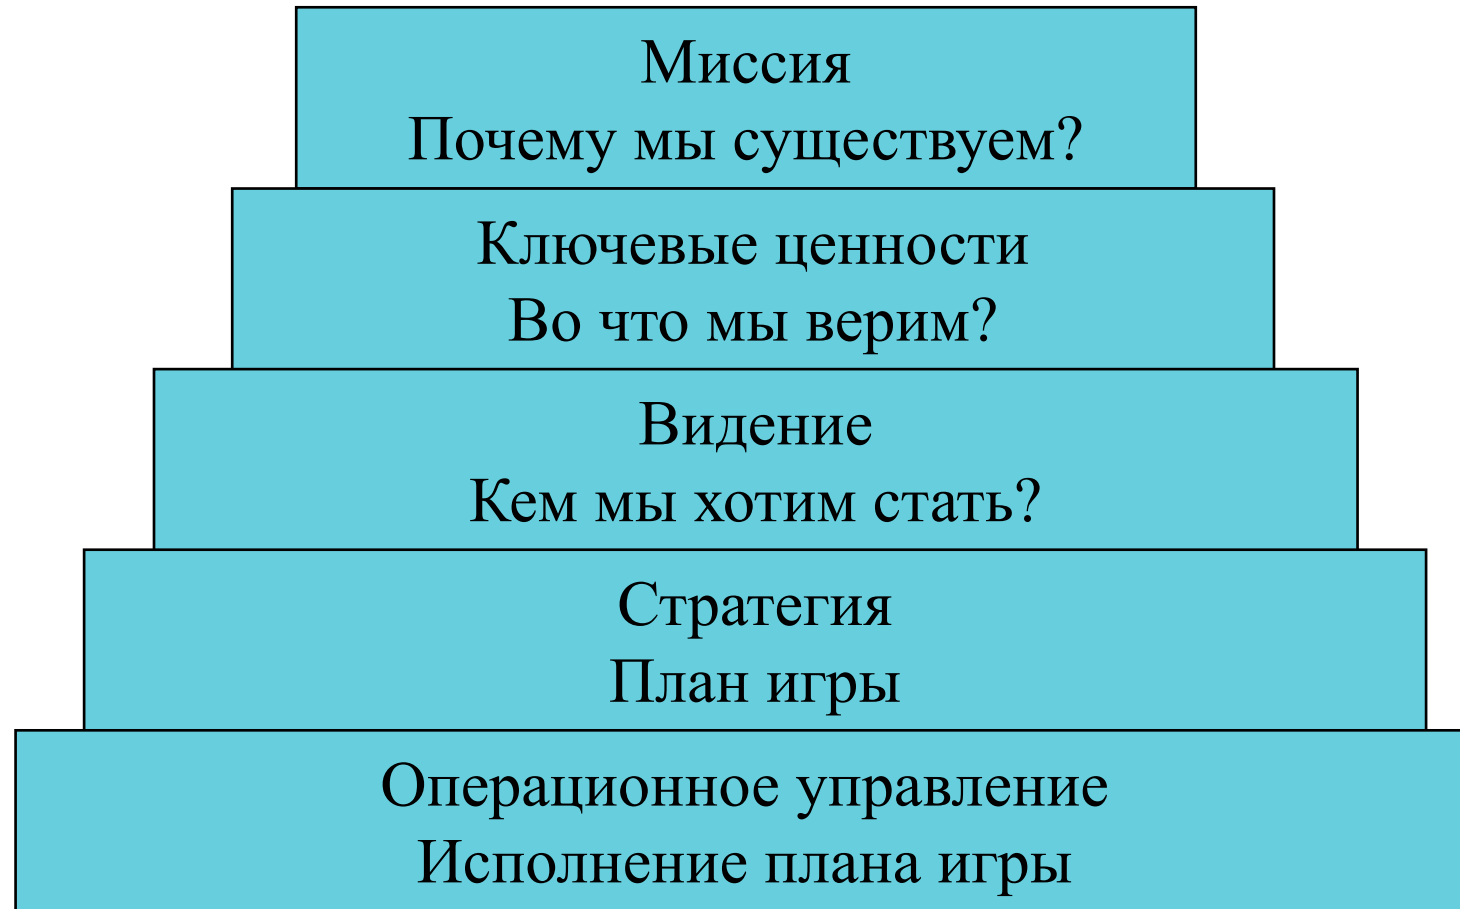 Миссия
Почему мы существуем?
Ключевые ценности
Во что мы верим?
Видение
Кем мы хотим стать?
Стратегия
План игры
Операционное управление
Исполнение плана игры